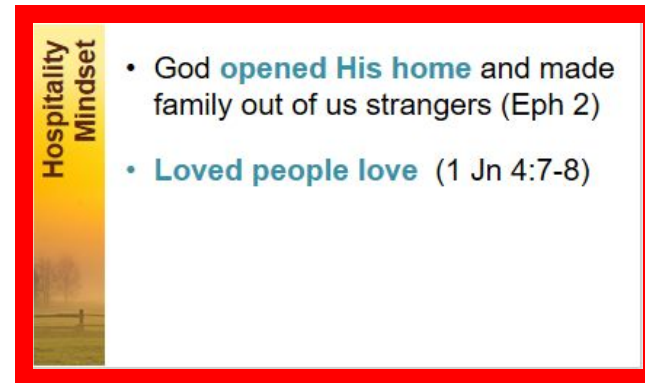 Hospitality
Mindset
• God opened His home and made
family out of us strangers (Eph 2)
• Loved people love (1 Jn 4:7-8)